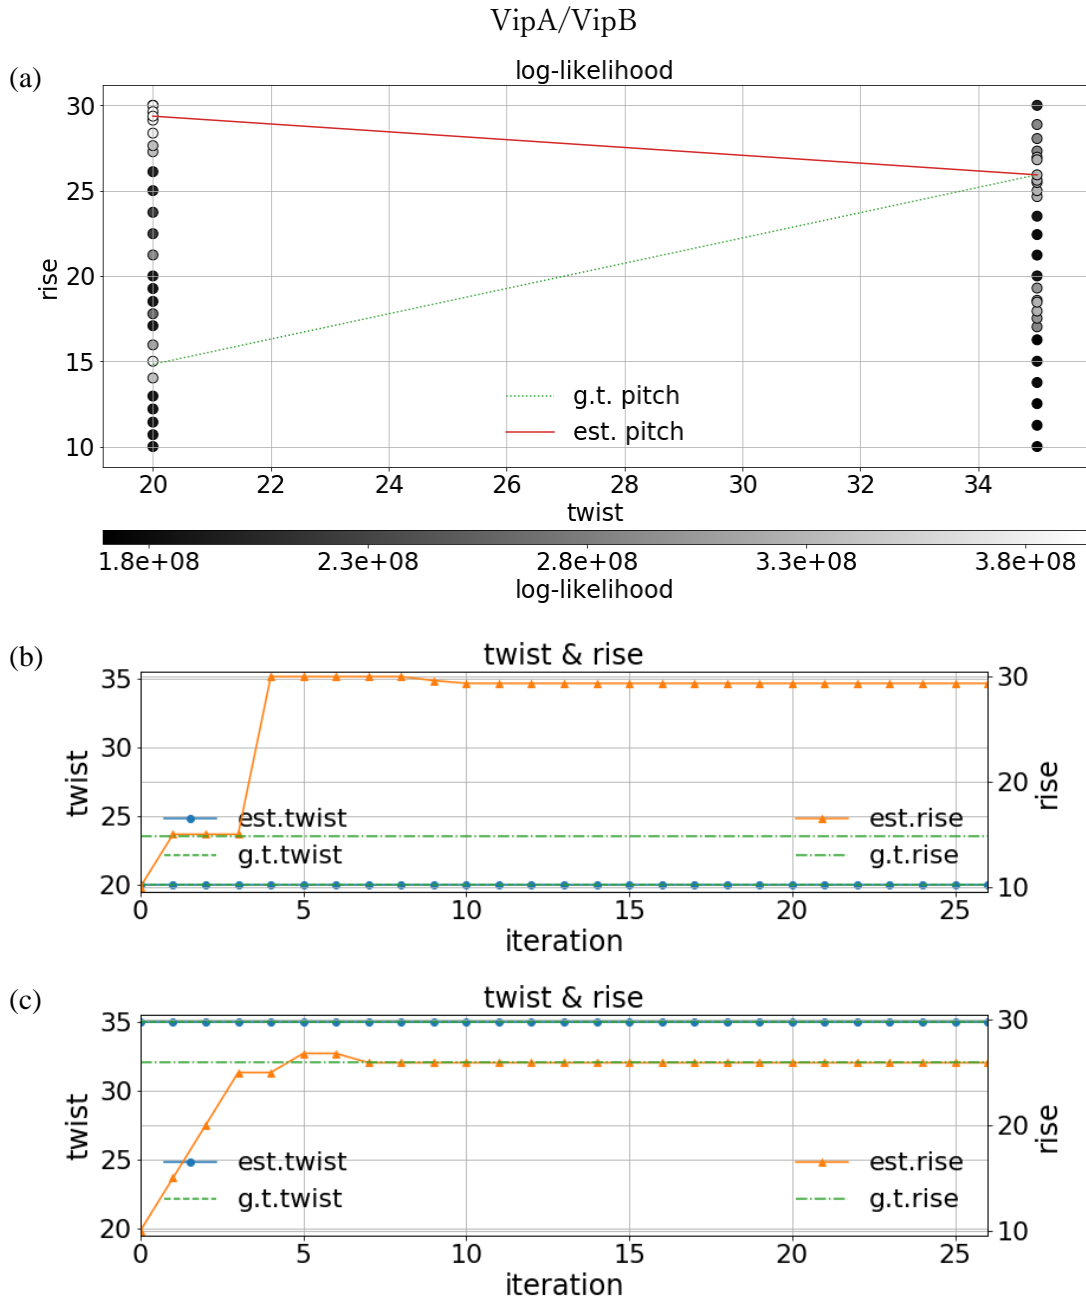 VipA/VipB
(a)
log-likelihood
30
25
20
15
10
rise
g.t. pitch
est. pitch
20 22 24 26 28 30 32 34
twist
1.8e+08 2.3e+08 2.8e+08 3.3e+08 3.8e+08
log-likelihood
(b)
twist & rise
35 30
30
20
25
20 10
twist
rise
est.twist est.rise
g.t.twist g.t.rise
0 5 10 15 20 25
iteration
(c)
twist & rise
35 30
30
20
25
20 10
twist
rise
est.twist est.rise
g.t.twist g.t.rise
0 5 10 15 20 25
iteration